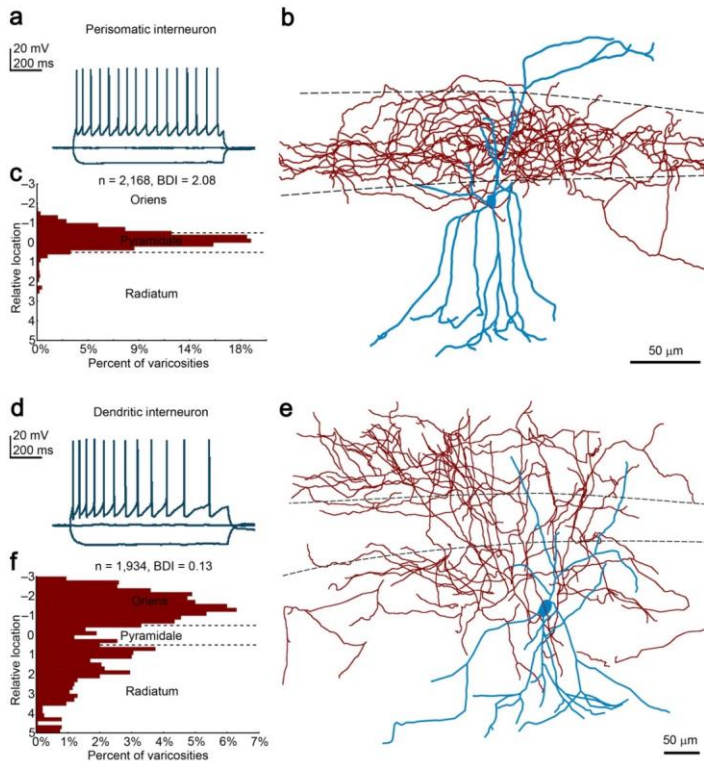 a
Perisomatic interneuron
20 mV
200 ms
b
50 μm
c
n = 2,168, BDI = 2.08
Oriens
Pyramidale
Radiatum
Relative location
−3
−2
−1
0
1
2
3
4
5
0% 5% 9% 14% 18%
Percent of varicosities
d
Dendritic interneuron
20 mV
200 ms
e
50 μm
f
n = 1,934, BDI = 0.13
Oriens
Pyramidale
Radiatum
Relative location
−3
−2
−1
0
1
2
3
4
5
0% 1% 2% 3% 4% 5% 6% 7%
Percent of varicosities